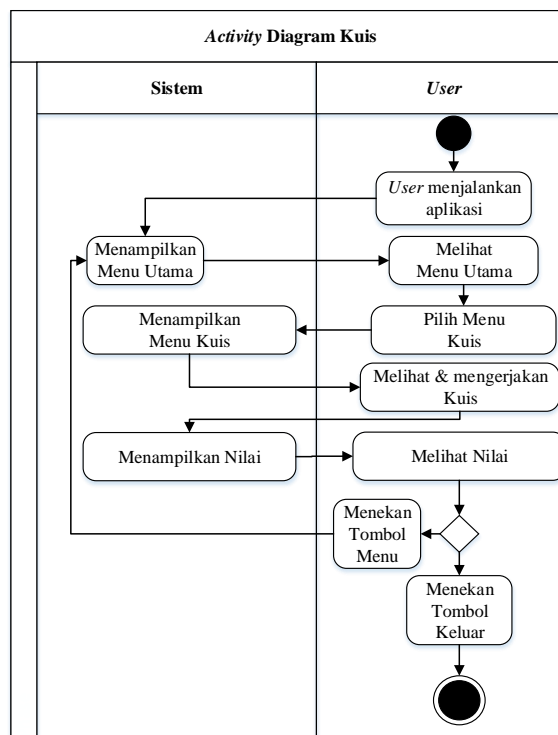 Activity Diagram Kuis
Sistem
User
User menjalankan
aplikasi
Menampilkan
Menu Utama
Melihat
Menu Utama
Menampilkan
Menu Kuis
Pilih Menu
Kuis
Melihat & mengerjakan
Kuis
Menampilkan Nilai
Melihat Nilai
Menekan
Tombol
Menu
Menekan
Tombol
Keluar